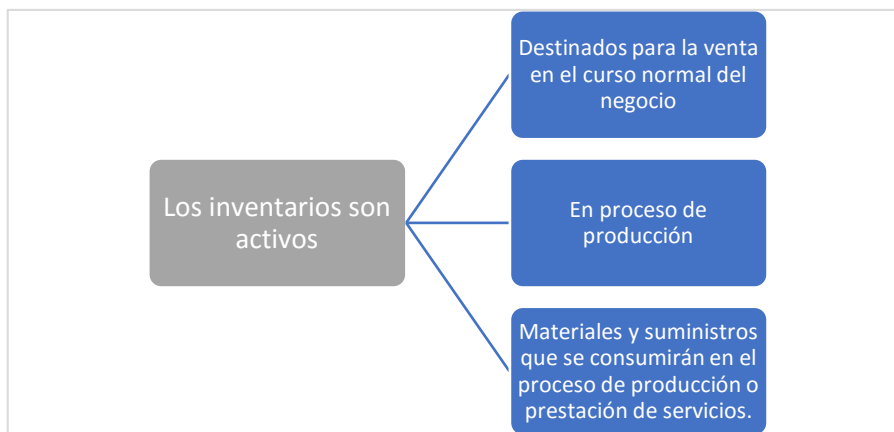 Los inventarios son
activos
Destinados para la venta
en el curso normal del
negocio
En proceso de
producción
Materiales y suministros
que se consumirán en el
proceso de producción o
prestación de servicios.